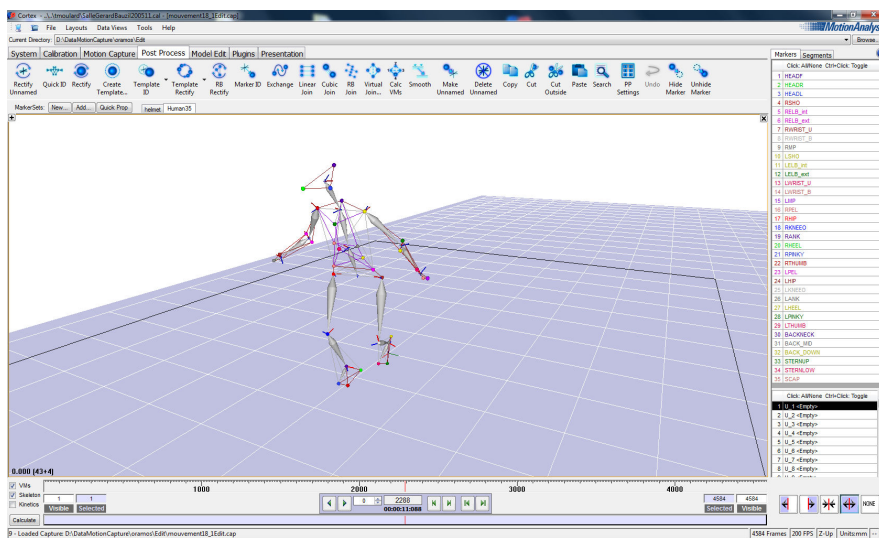 Cortex - ..\..\tmoulard\SalleGerardBauzil\200511.cal - [mouvement18_1Edit.cap]
File Layouts Data Views Tools Help
MotionAnalys
Current Directory: D:\DataMotionCapture\oramos\Edit
Browse...
System Calibration Motion Capture Post Process Model Edit Plugins Presentation
Markers Segments
Rectify Unnamed
Quick ID
Rectify
Create Template...
Template ID
Template Rectify
RB Rectify
Marker ID
Exchange
Linear Join
Cubic Join
RB Join
Virtual Join...
Calc VMs
Smooth
Make Unnamed
Delete Unnamed
Copy
Cut
Cut Outside
Paste
Search
PP Settings
Undo
Hide Marker
Unhide Marker
MarkerSets: New... Add... Quick Prop helmet Human35
Click: All/None Ctrl+Click: Toggle
1 HEADF
2 HEADR
3 HEADL
4 RSHO
5 RELB_int
6 RELB_ext
7 RWRIST_U
8 RWRIST_B
9 RMP
10 LSHO
11 LELB_int
12 LELB_ext
13 LWRIST_U
14 LWRIST_B
15 LMP
16 RPEL
17 RHIP
18 RKNEEO
19 RANK
20 RHEEL
21 RPINKY
22 RTHUMB
23 LPEL
24 LHIP
25 LKNEEO
26 LANK
27 LHEEL
28 LPINKY
29 LTHUMB
30 BACKNECK
31 BACK_MID
32 BACK_DOWN
33 STERNUP
34 STERNLOW
35 SCAP
Click: All/None Ctrl+Click: Toggle
1 U_1 <Empty>
2 U_2 <Empty>
3 U_3 <Empty>
4 U_4 <Empty>
5 U_5 <Empty>
6 U_6 <Empty>
7 U_7 <Empty>
8 U_8 <Empty>
0.000 (43+4)
VMs
Skeleton
Kinetics
1000 2000 3000 4000
1 1
Visible Selected
0 2288
00:00:11:088
4584 4584
Selected Visible
NONE
Calculate
9 - Loaded Capture: D:\DataMotionCapture\oramos\Edit\mouvement18_1Edit.cap
4584 Frames 200 FPS Z-Up Units:mm --